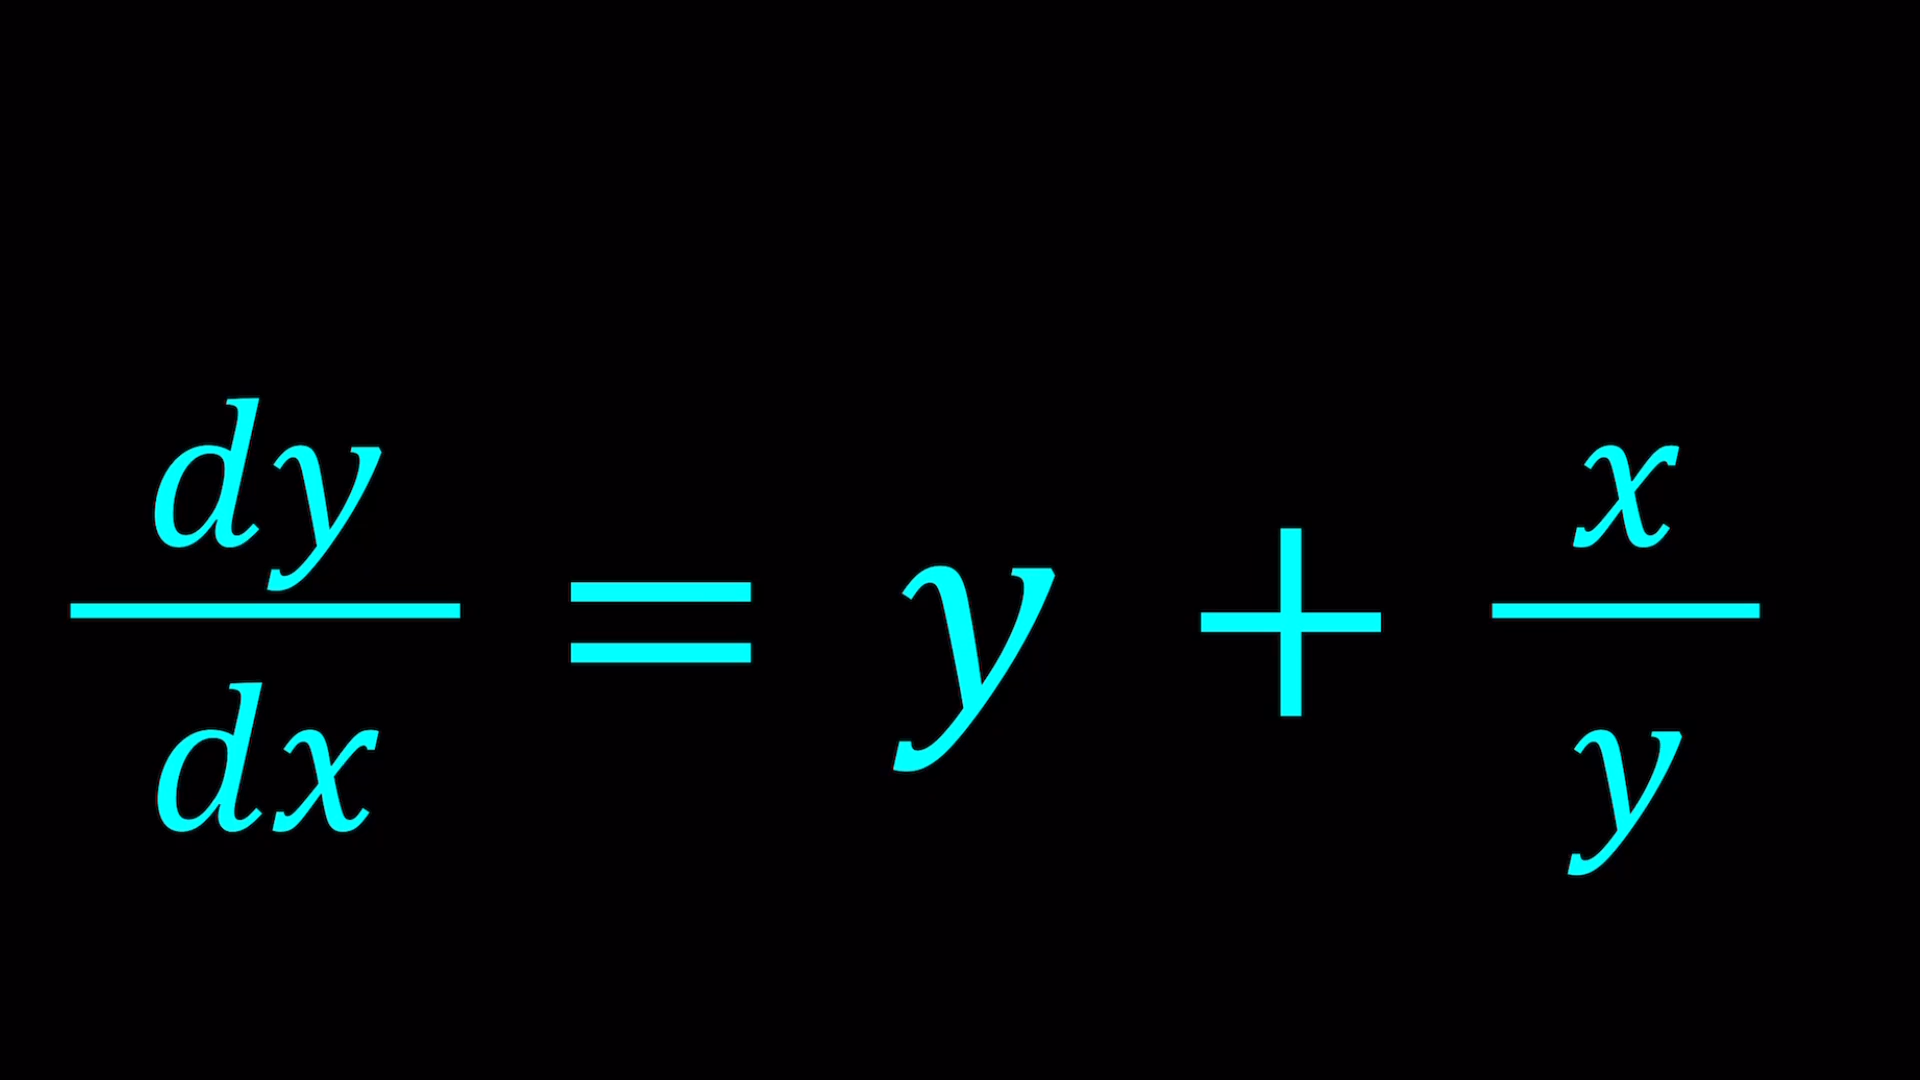 dy/dx = y + x/y